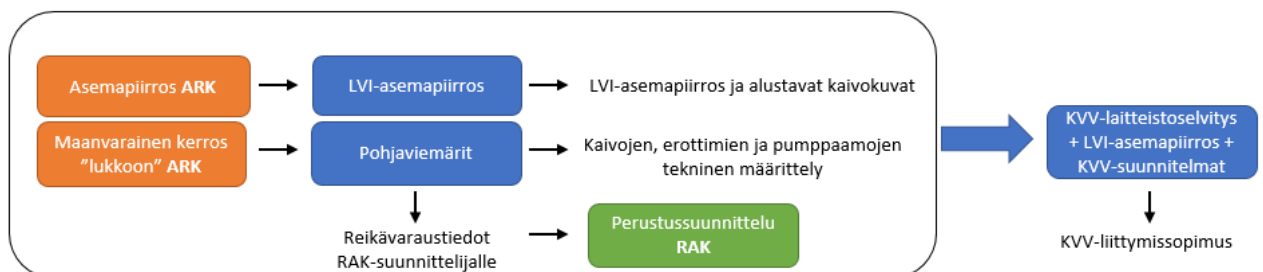 Asemapiirros ARK
LVI-asemapiirros
LVI-asemapiirros ja alustavat kaivokuvat
Maanvarainen kerros
”lukkoon” ARK
Pohjaviemärit
Kaivojen, erottimien ja pumppaamojen
tekninen määrittely
Reikävaraustiedot
RAK-suunnittelijalle
Perustussuunnittelu
RAK
KVV-laitteistoselvitys
+ LVI-asemapiirros +
KVV-suunnitelmat
KVV-liittymissopimus